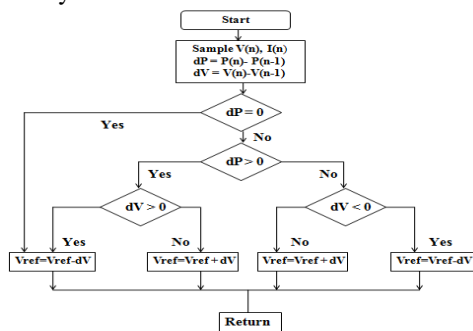 Start
Sample V(n), I(n)
dP = P(n)- P(n-1)
dV = V(n)-V(n-1)
dP = 0
Yes
No
dP > 0
Yes
No
dV > 0
dV < 0
Yes
No
No
Yes
Vref=Vref-dV
Vref=Vref + dV
Vref=Vref + dV
Vref=Vref-dV
Return